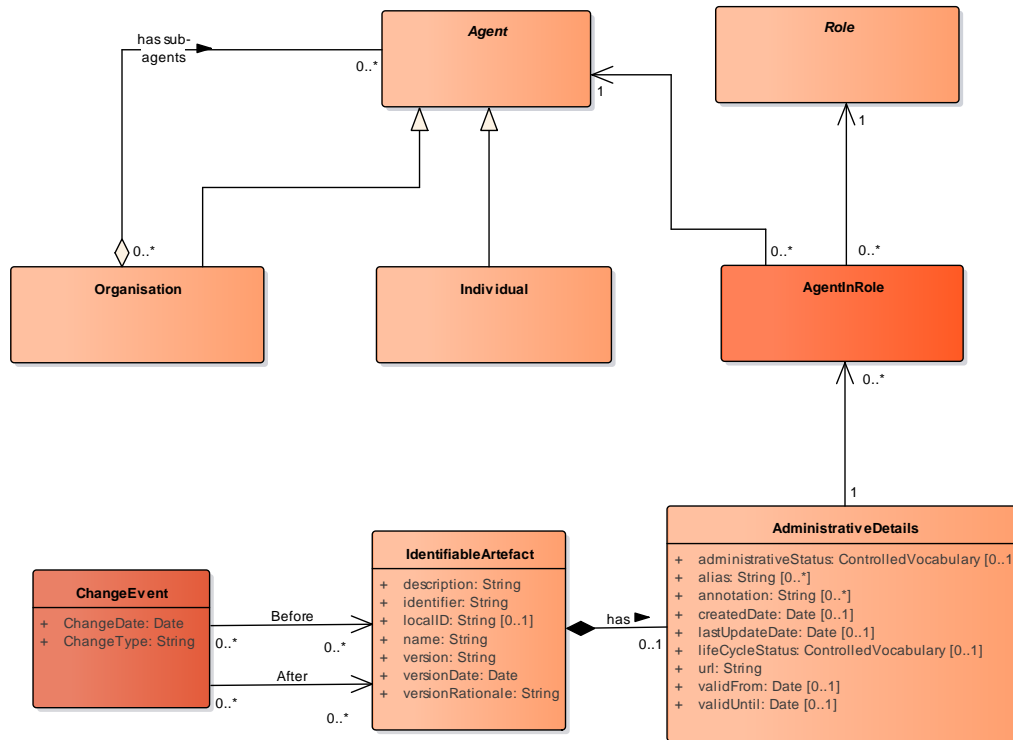 Agent
Role
has sub-
agents
0..*
1
1
0..*
0..*
0..*
Organisation
Individual
AgentInRole
0..*
1
AdministrativeDetails
+ administrativeStatus: ControlledVocabulary [0..1
+ alias: String [0..*]
+ annotation: String [0..*]
+ createdDate: Date [0..1]
+ lastUpdateDate: Date [0..1]
+ lifeCycleStatus: ControlledVocabulary [0..1]
+ url: String
+ validFrom: Date [0..1]
+ validUntil: Date [0..1]
IdentifiableArtefact
+ description: String
+ identifier: String
+ localID: String [0..1]
+ name: String
+ version: String
+ versionDate: Date
+ versionRationale: String
has
0..1
ChangeEvent
+ ChangeDate: Date
+ ChangeType: String
Before
0..*
0..*
After
0..*
0..*